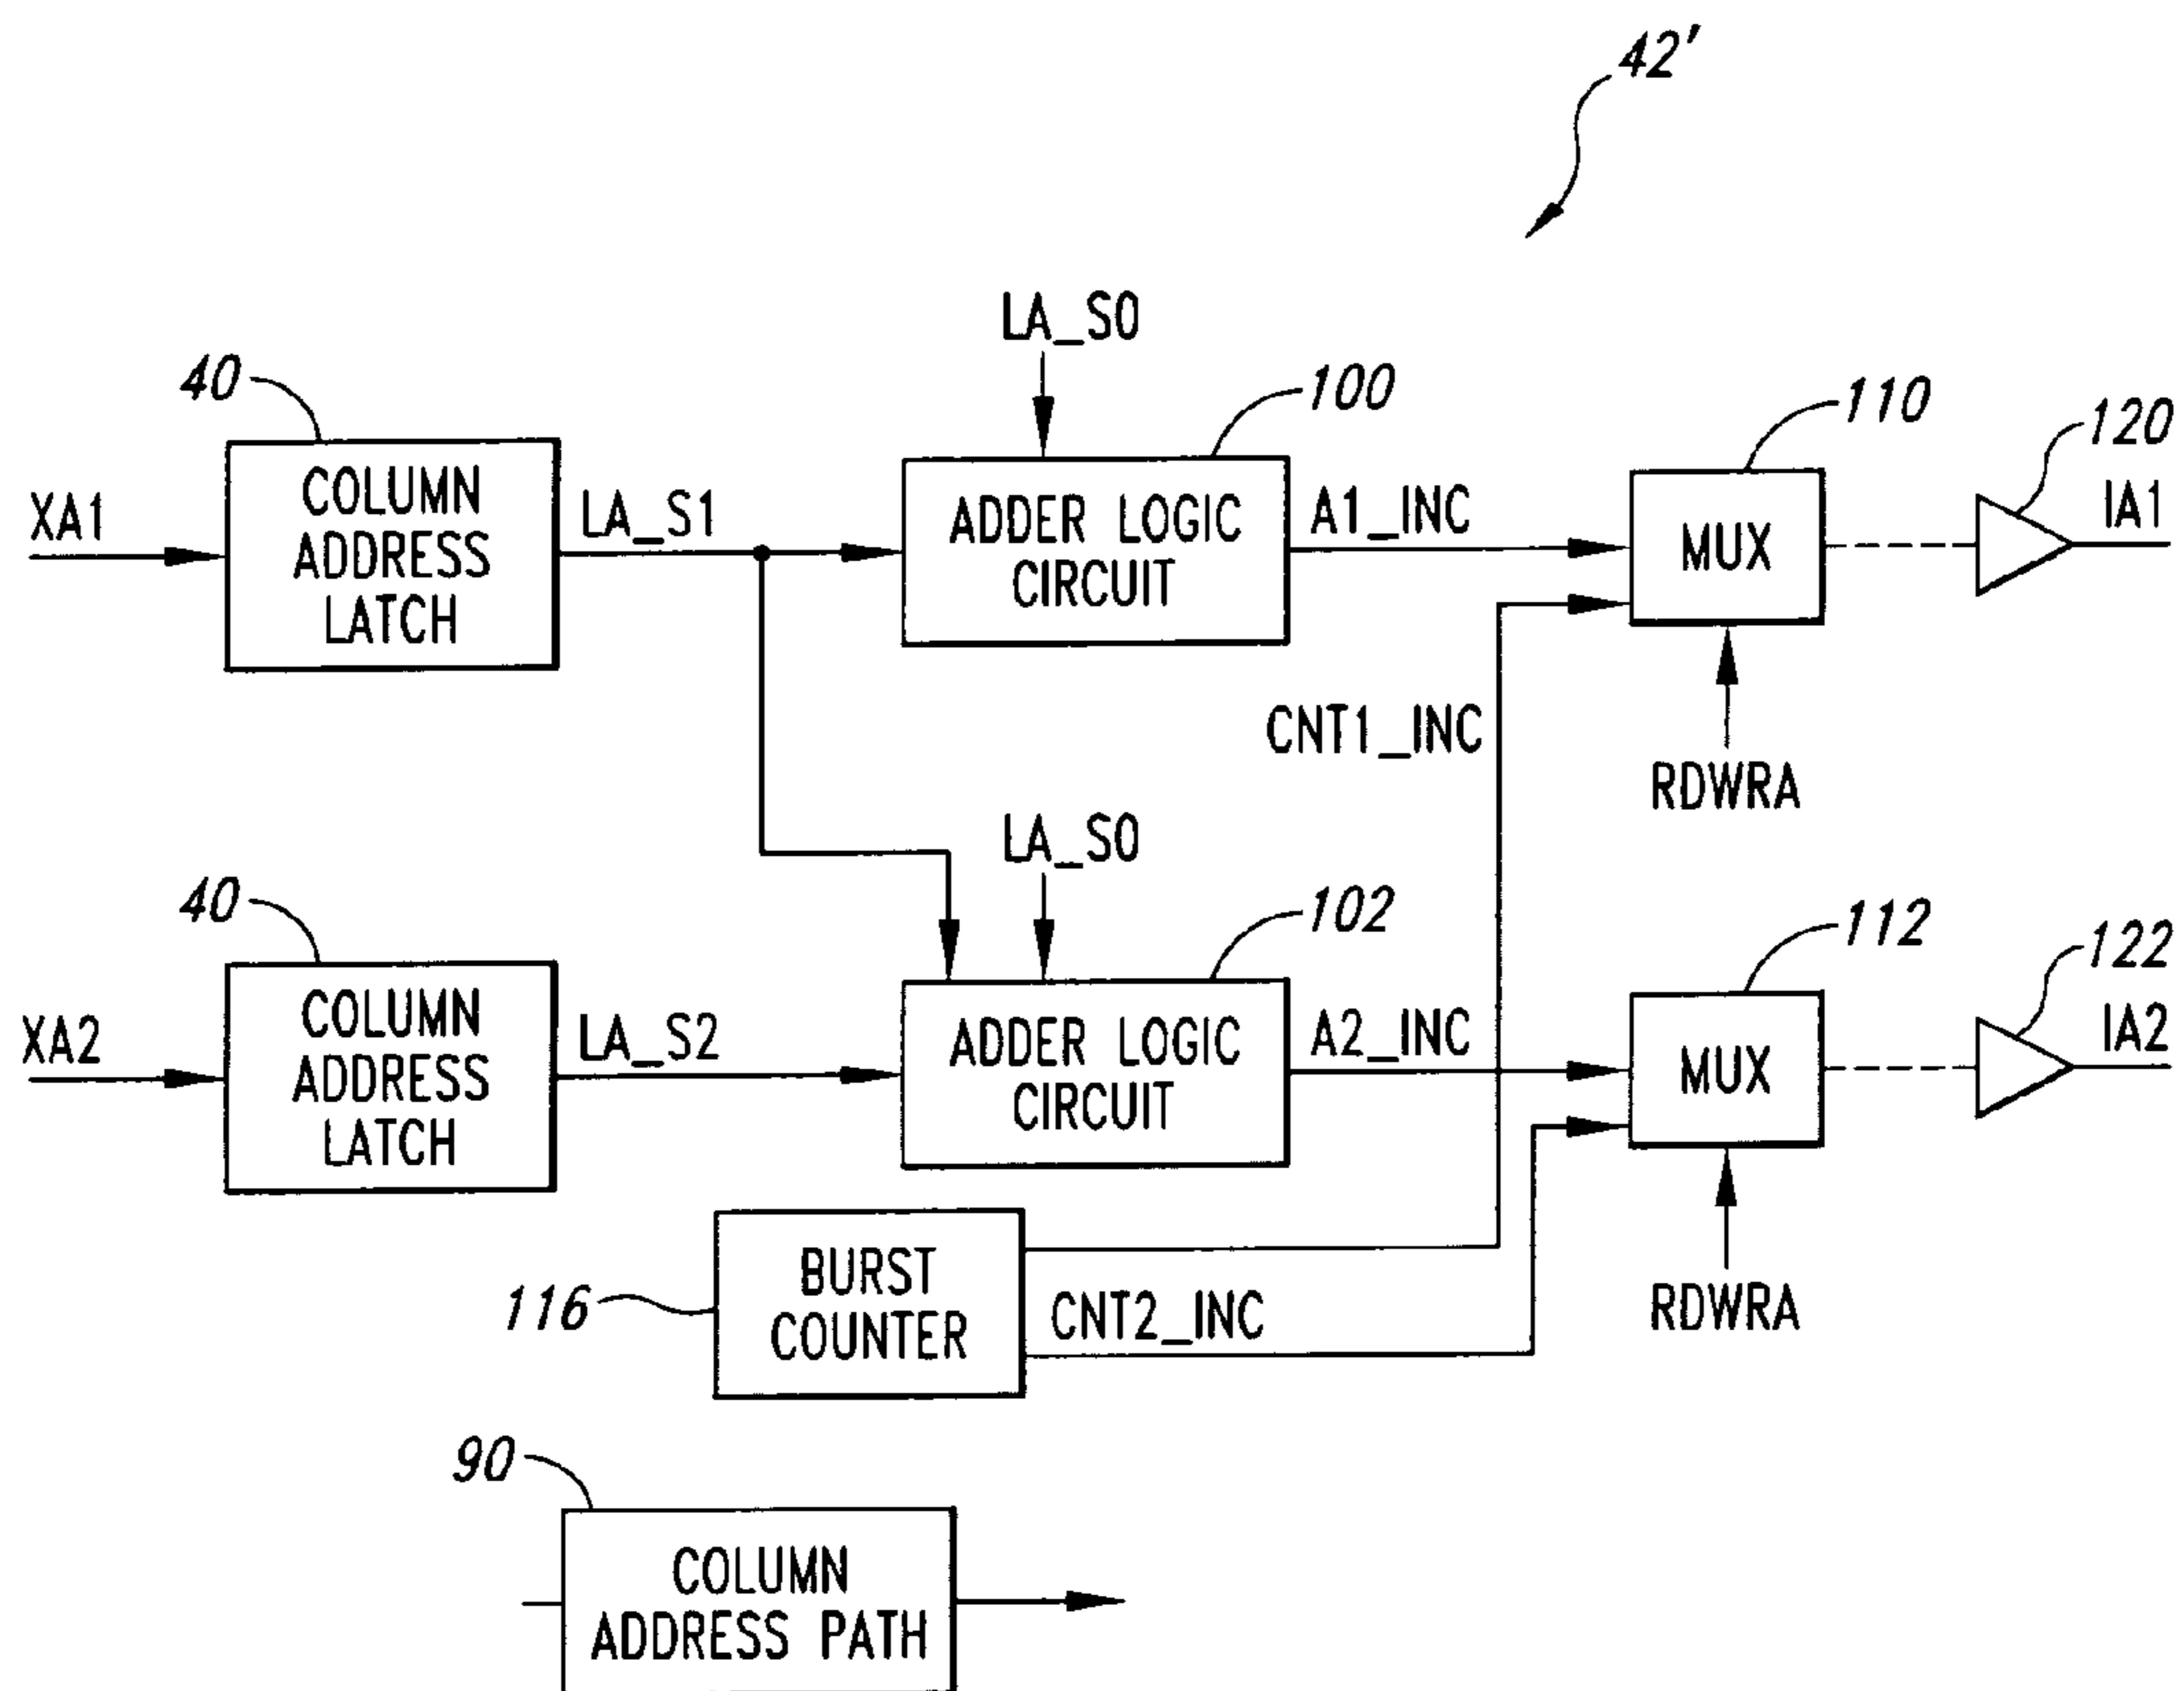 42'
LA_S0
40
100
110
120
XA1
COLUMN
ADDRESS
LATCH
LA_S1
ADDER LOGIC
CIRCUIT
A1_INC
MUX
IA1
CNT1_INC
RDWRA
LA_S0
40
102
112
122
XA2
COLUMN
ADDRESS
LATCH
LA_S2
ADDER LOGIC
CIRCUIT
A2_INC
MUX
IA2
116
BURST
COUNTER
CNT2_INC
RDWRA
90
COLUMN
ADDRESS PATH